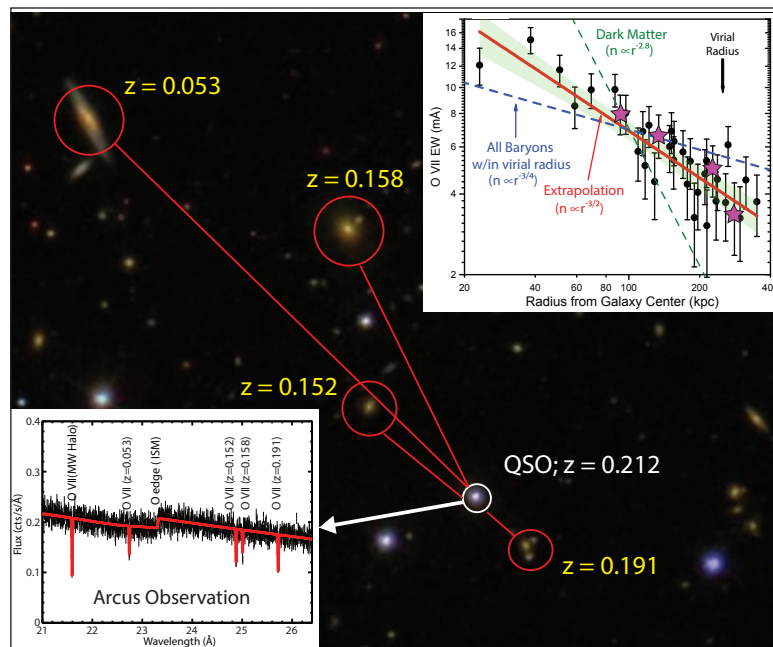 z = 0.053
z = 0.158
z = 0.152
QSO; z = 0.212
z = 0.191
16
14
12
10
8
6
4
2
O VII EW (mA)
Dark Matter
(n ∝r-2.8)
Virial
Radius
All Baryons
w/in virial radius
(n ∝r-3/4)
Extrapolation
(n ∝r-3/2)
20 40 60 80 100 200 40
Radius from Galaxy Center (kpc)
0.4
0.3
0.2
0.1
0
Flux (cts/s/Å)
O VII(MW Halo)
O VII (z=0.053)
O edge (ISM)
O VII (z=0.152)
O VII (z=0.158)
O VII (z=0.191)
Arcus Observation
21 22 23 24 25 26
Wavelength (Å)